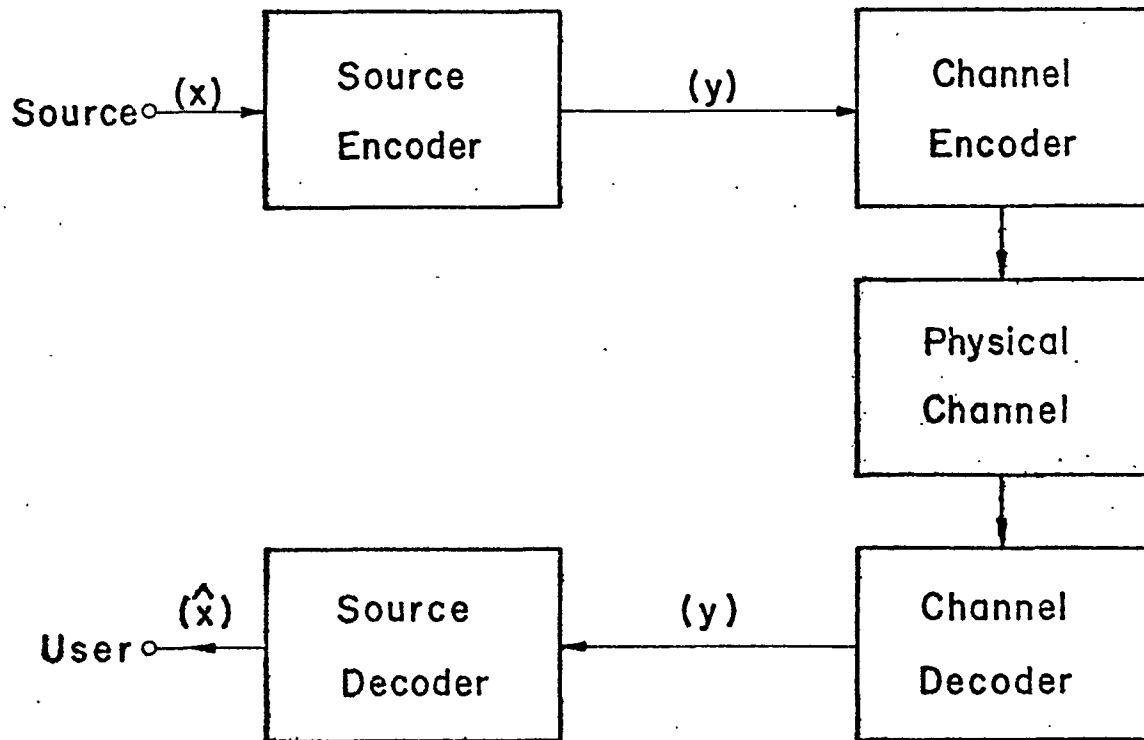 Source
(x)
Source
Encoder
(y)
Channel
Encoder
Physical
Channel
Channel
Decoder
(y)
Source
Decoder
(x̂)
User